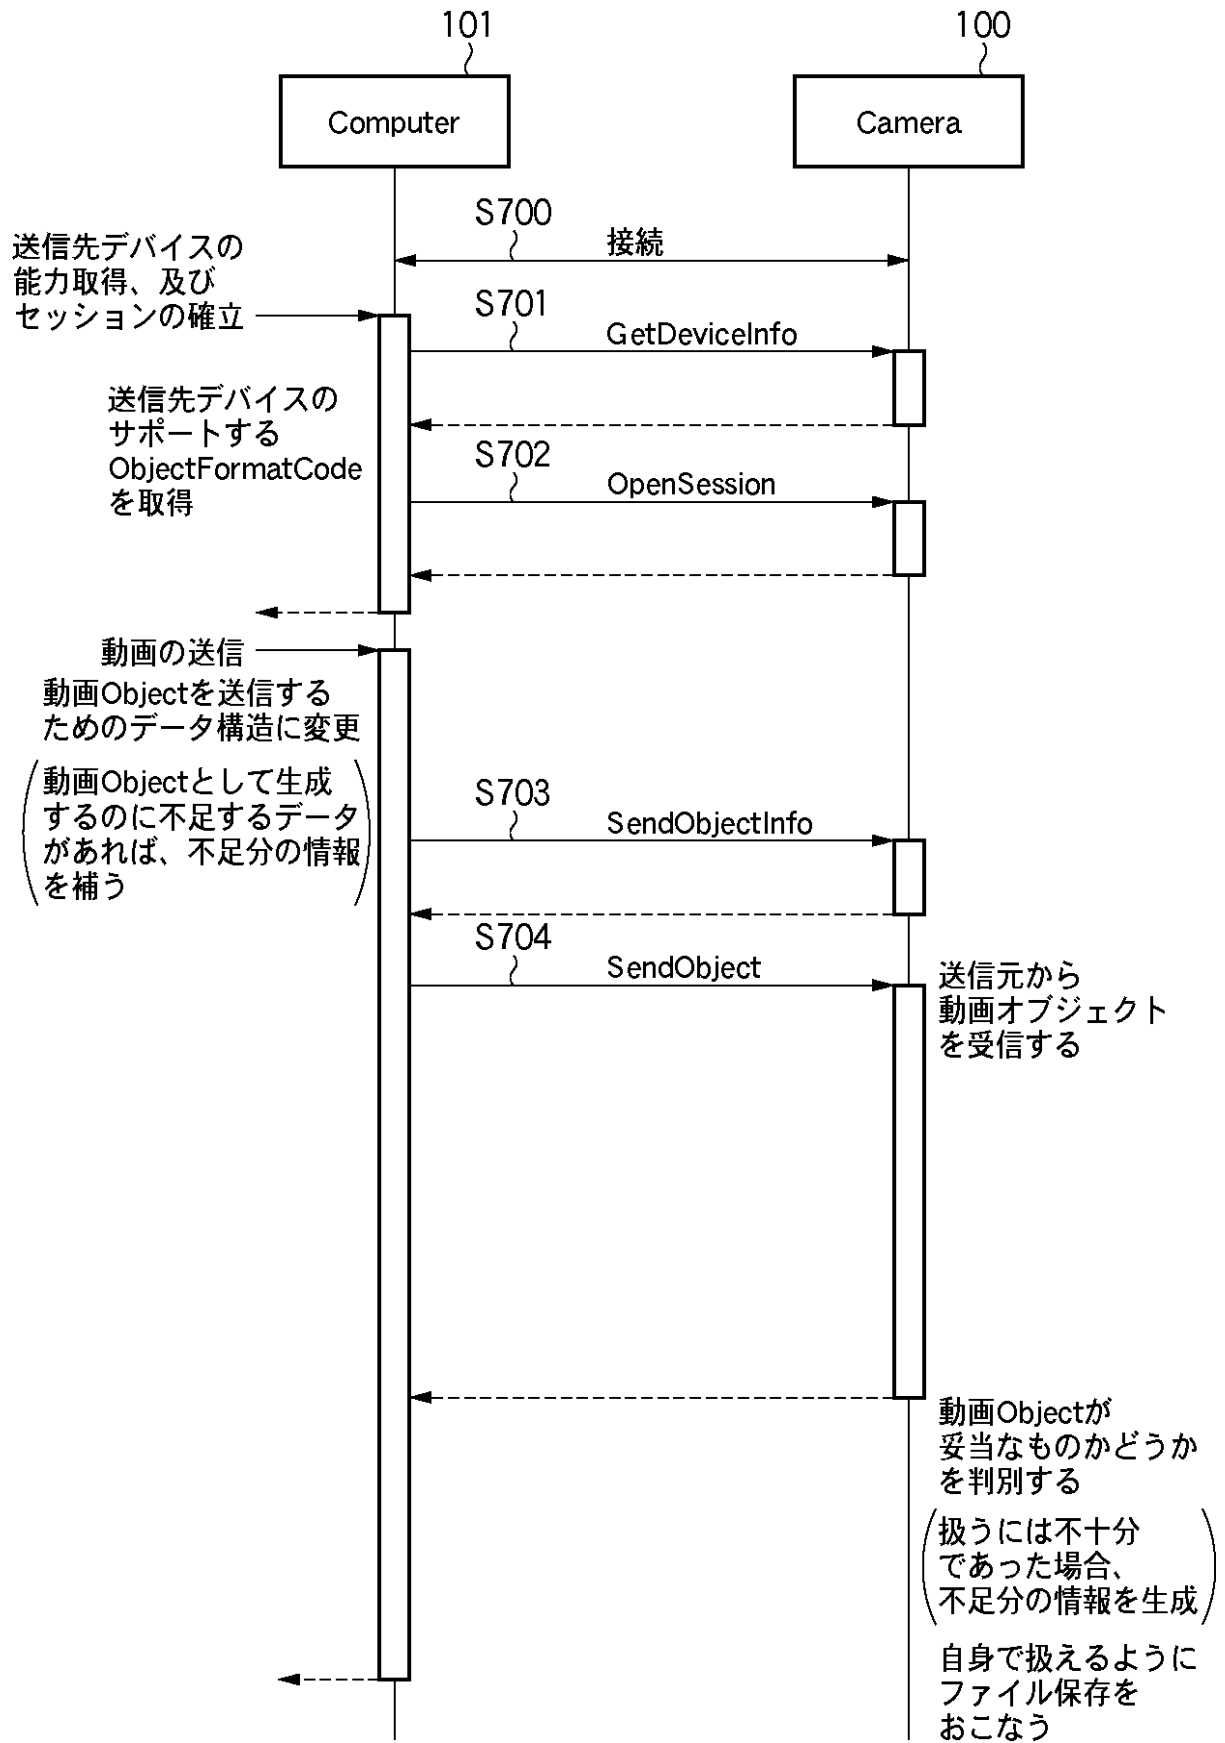 101
100
Computer
Camera
S700
接続
送信先デバイスの
能力取得、及び
セッションの確立
S701
GetDeviceInfo
送信先デバイスの
サポートする
ObjectFormatCode
を取得
S702
OpenSession
動画の送信
動画Objectを送信する
ためのデータ構造に変更
動画Objectとして生成
するのに不足するデータ
があれば、不足分の情報
を補う
S703
SendObjectInfo
S704
SendObject
送信元から
動画オブジェクト
を受信する
動画Objectが
妥当なものかどうか
を判別する
扱うには不十分
であった場合、
不足分の情報を生成
自身で扱えるように
ファイル保存を
おこなう